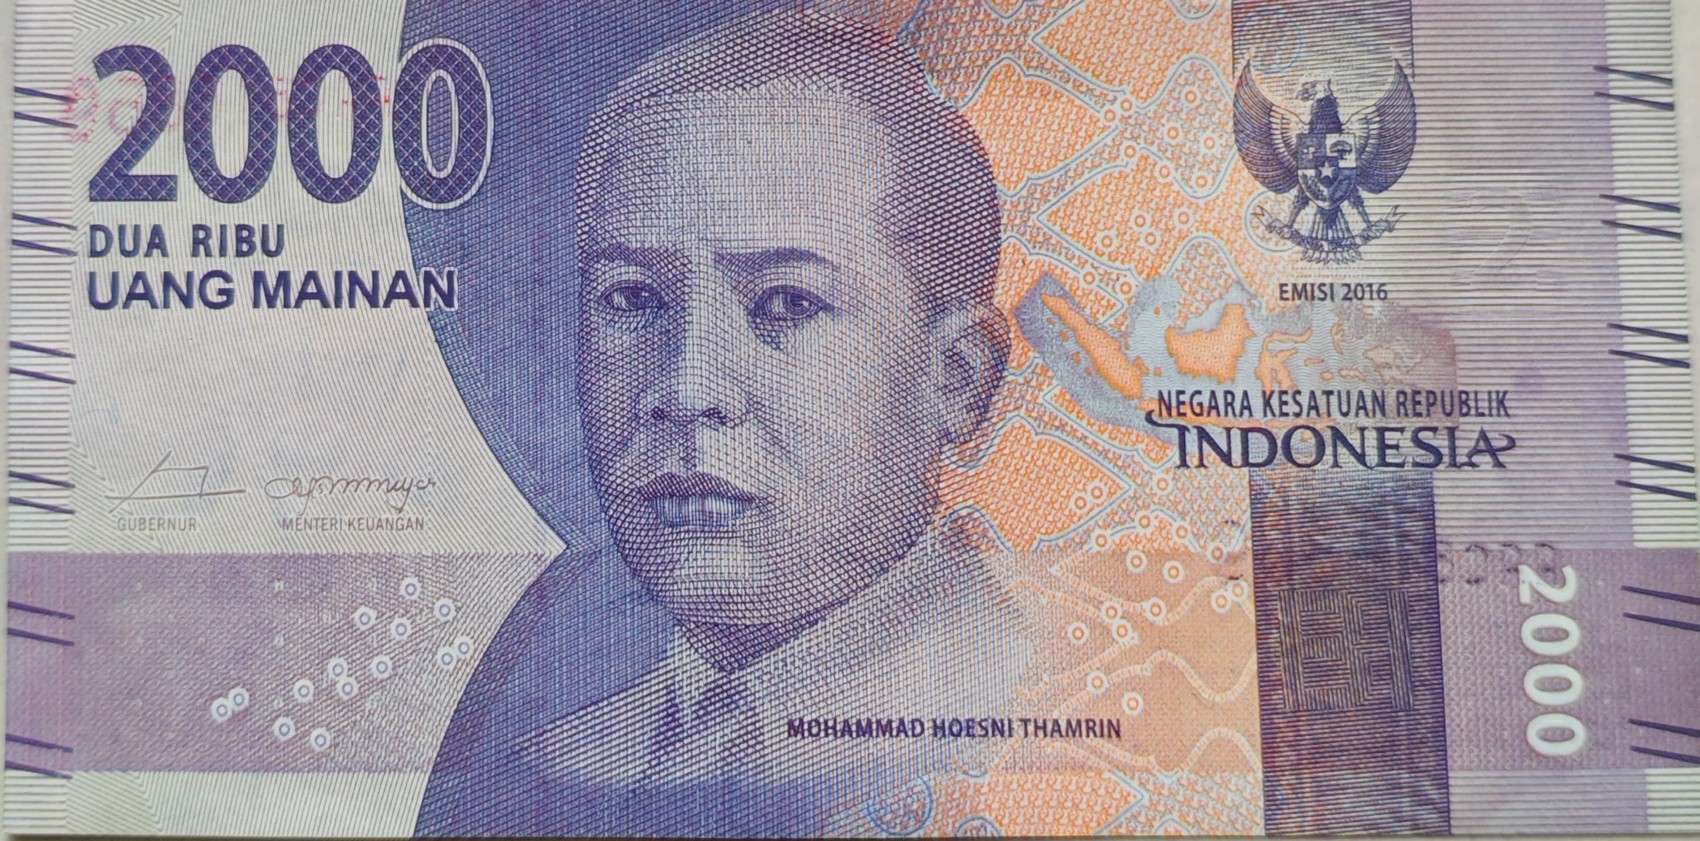 2000
DUA RIBU
UANG MAINAN
EMISI 2016
NEGARA KESATUAN REPUBLIK
INDONESIA
GUBERNUR
MENTERI KEUANGAN
2000
MOHAMMAD HOESNI THAMRIN